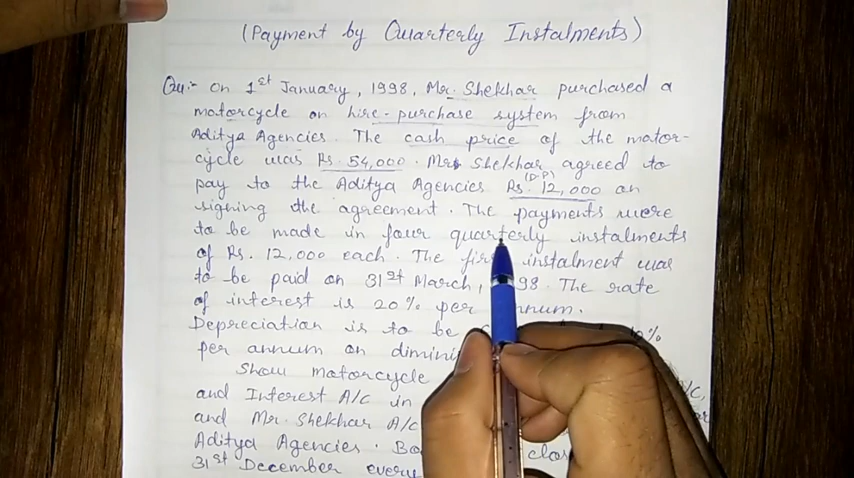 (Payment by Quarterly Instalments)
Qu:- On 1st January, 1998, Mr. Shekhar purchased a
motorcycle on hire-purchase system from
Aditya Agencies. The cash price of the motor-
cycle was Rs. 54,000. Mr. Shekhar agreed to
(D.P)
pay to the Aditya Agencies Rs. 12,000 on
signing the agreement. The payments were
to be made in four quarterly instalments
of Rs. 12,000 each. The instalment was
to be paid on 31st March, 98. The rate
of interest is 20% per annum.
Depreciation is to be %
per annum on
Show motorcycle A/C,
and Interest A/C in
and Mr. Shekhar A/C
Aditya Agencies.
31st December every